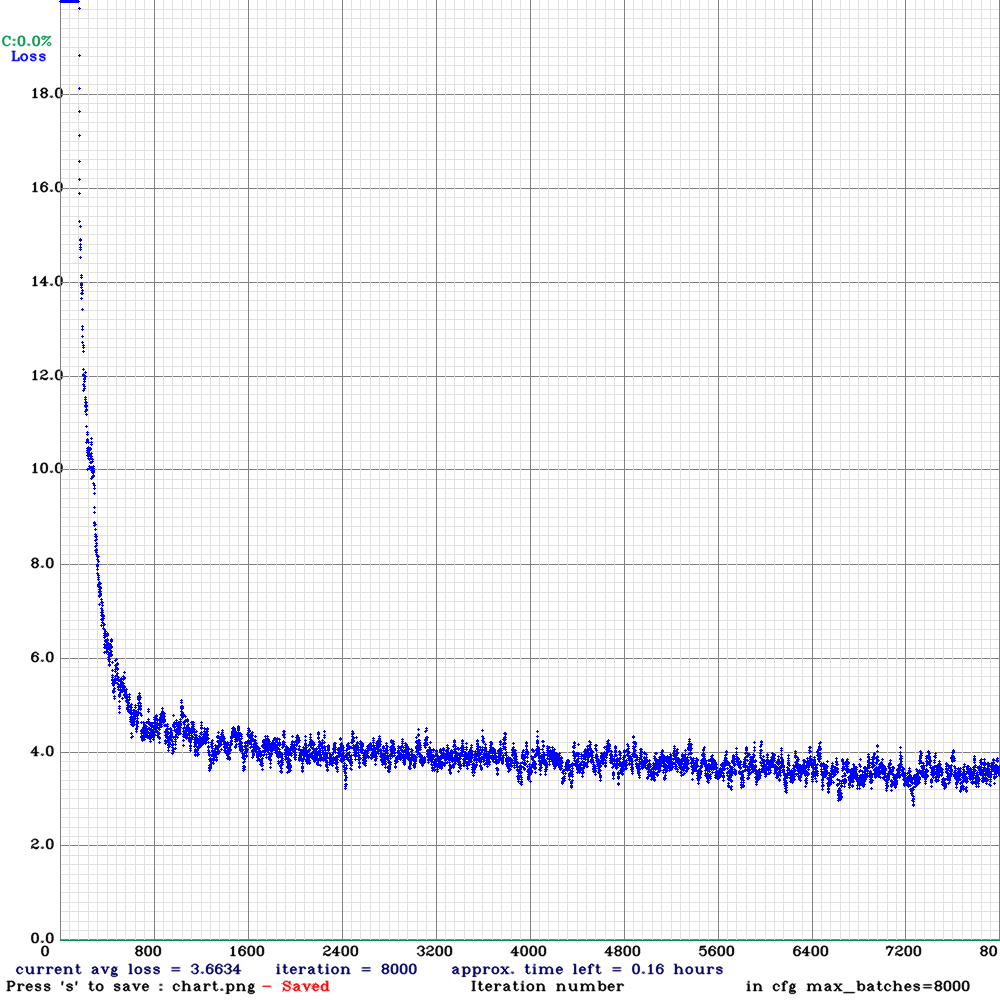 C:0.0%
Loss
18.0
16.0
14.0
12.0
10.0
8.0
6.0
4.0
2.0
0.0
0 800 1600 2400 3200 4000 4800 5600 6400 7200 80
current avg loss = 3.6634 iteration = 8000 approx. time left = 0.16 hours
Press 's' to save : chart.png - Saved Iteration number in cfg max_batches=8000